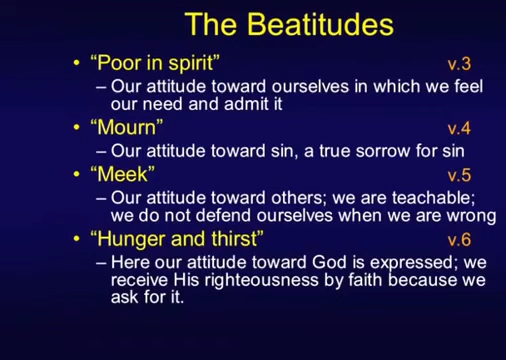 The Beatitudes
• “Poor in spirit” v.3
– Our attitude toward ourselves in which we feel
our need and admit it
• “Mourn” v.4
– Our attitude toward sin, a true sorrow for sin
• “Meek” v.5
– Our attitude toward others; we are teachable;
we do not defend ourselves when we are wrong
• “Hunger and thirst” v.6
– Here our attitude toward God is expressed; we
receive His righteousness by faith because we
ask for it.